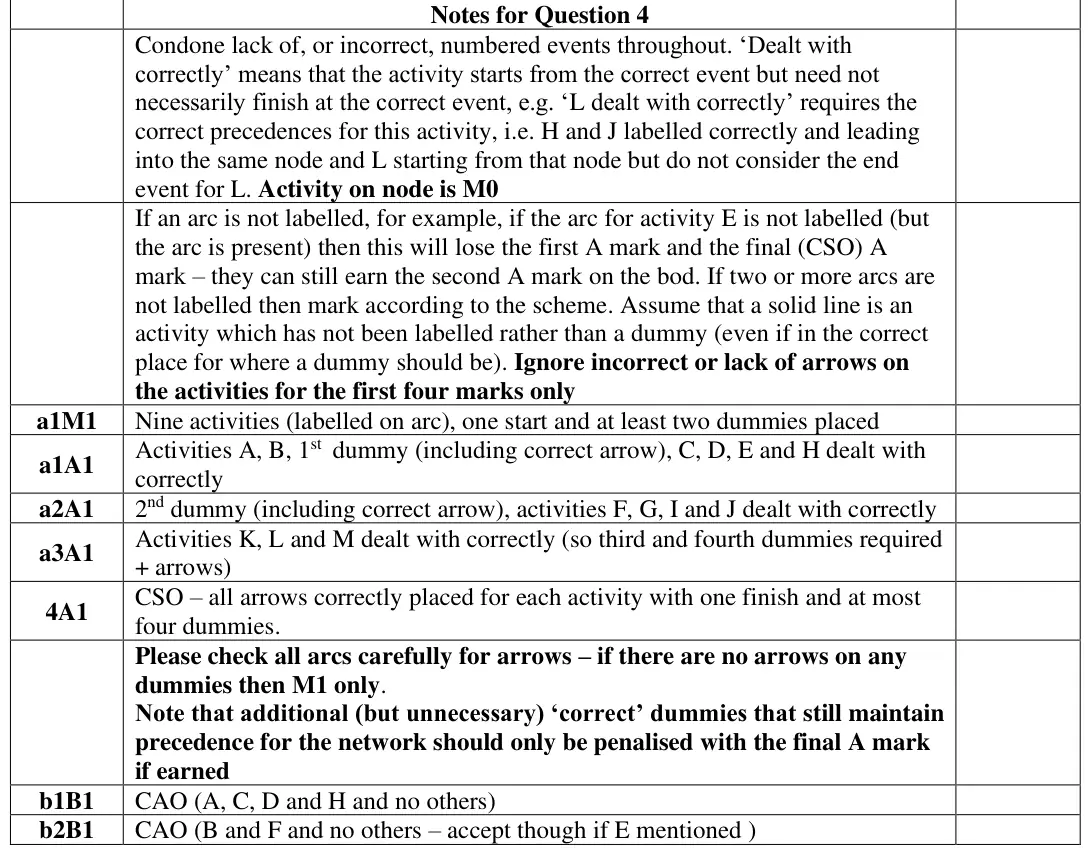 Notes for Question 4
Condone lack of, or incorrect, numbered events throughout. ‘Dealt with
correctly’ means that the activity starts from the correct event but need not
necessarily finish at the correct event, e.g. ‘L dealt with correctly’ requires the
correct precedences for this activity, i.e. H and J labelled correctly and leading
into the same node and L starting from that node but do not consider the end
event for L. Activity on node is M0
If an arc is not labelled, for example, if the arc for activity E is not labelled (but
the arc is present) then this will lose the first A mark and the final (CSO) A
mark – they can still earn the second A mark on the bod. If two or more arcs are
not labelled then mark according to the scheme. Assume that a solid line is an
activity which has not been labelled rather than a dummy (even if in the correct
place for where a dummy should be). Ignore incorrect or lack of arrows on
the activities for the first four marks only
a1M1 Nine activities (labelled on arc), one start and at least two dummies placed
a1A1 Activities A, B, 1st dummy (including correct arrow), C, D, E and H dealt with
correctly
a2A1 2nd dummy (including correct arrow), activities F, G, I and J dealt with correctly
a3A1 Activities K, L and M dealt with correctly (so third and fourth dummies required
+ arrows)
4A1 CSO – all arrows correctly placed for each activity with one finish and at most
four dummies.
Please check all arcs carefully for arrows – if there are no arrows on any
dummies then M1 only.
Note that additional (but unnecessary) ‘correct’ dummies that still maintain
precedence for the network should only be penalised with the final A mark
if earned
b1B1 CAO (A, C, D and H and no others)
b2B1 CAO (B and F and no others – accept though if E mentioned )